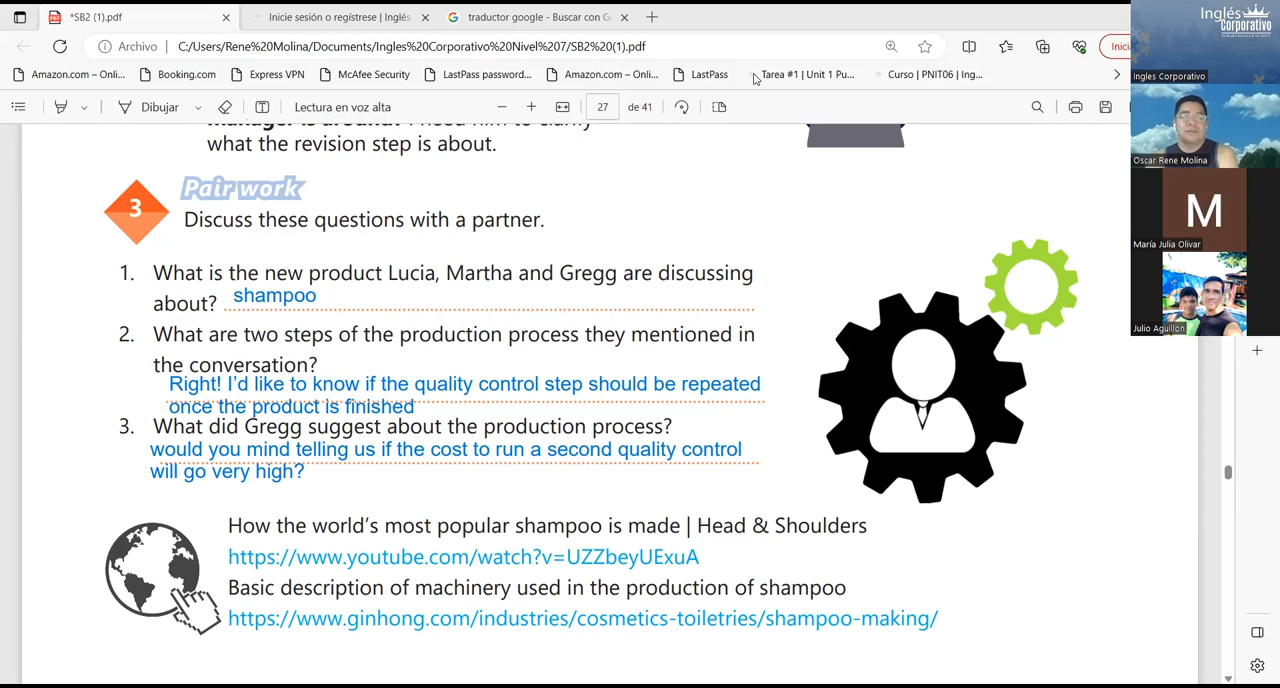 *SB2 (1).pdf
Inicie sesión o regístrese | Inglés
traductor google - Buscar con G
Archivo
C:/Users/Rene%20Molina/Documents/Ingles%20Corporativo%20Nivel%207/SB2%20(1).pdf
Inicia
Amazon.com – Onli...
Booking.com
Express VPN
McAfee Security
LastPass password...
Amazon.com – Onli...
LastPass
Tarea #1 | Unit 1 Pu...
Curso | PNIT06 | Ing...
Dibujar
Lectura en voz alta
27
de 41
what the revision step is about.
3
Pair work
Discuss these questions with a partner.
1. What is the new product Lucia, Martha and Gregg are discussing
about? shampoo
2. What are two steps of the production process they mentioned in
the conversation?
Right! I'd like to know if the quality control step should be repeated
once the product is finished
3. What did Gregg suggest about the production process?
would you mind telling us if the cost to run a second quality control
will go very high?
How the world's most popular shampoo is made | Head & Shoulders
https://www.youtube.com/watch?v=UZZbeyUExuA
Basic description of machinery used in the production of shampoo
https://www.ginhong.com/industries/cosmetics-toiletries/shampoo-making/
Inglés
Corporativo
Ingles Corporativo
Oscar Rene Molina
M
María Julia Olivar
Julio Aguillon